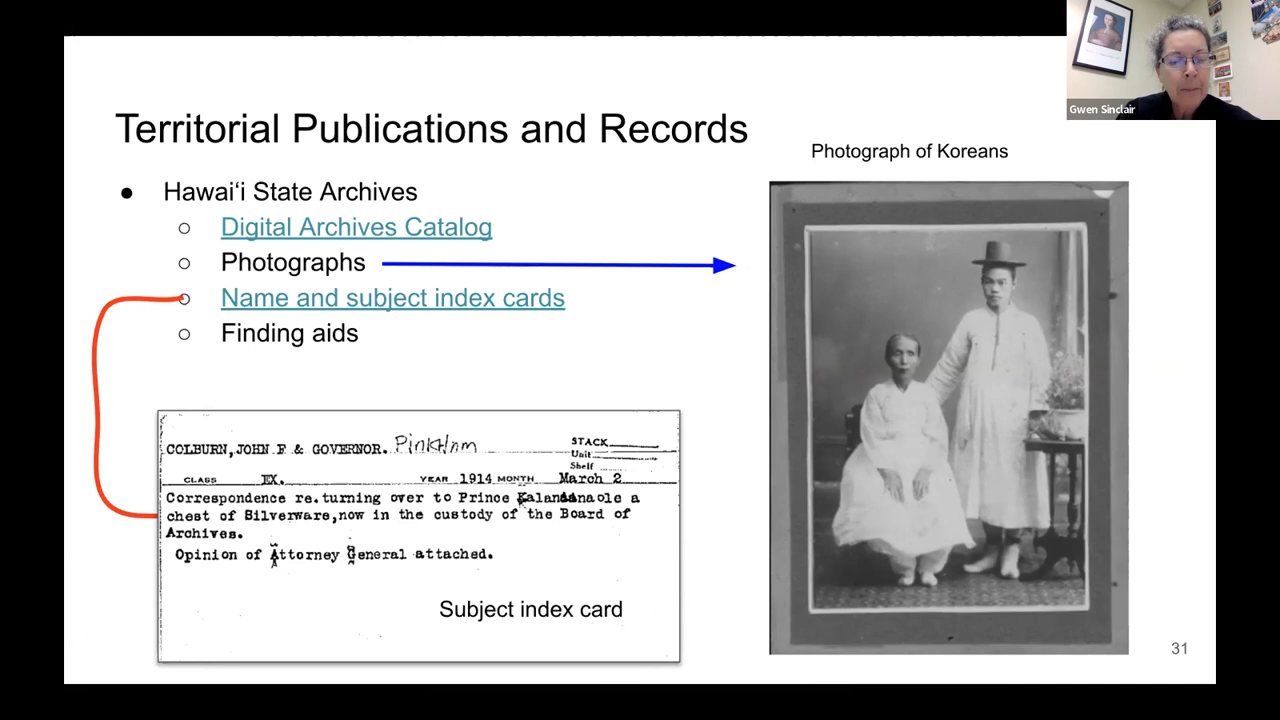 Gwen Sinclair
Territorial Publications and Records
Photograph of Koreans
● Hawaiʻi State Archives
○ Digital Archives Catalog
○ Photographs
○ Name and subject index cards
○ Finding aids
COLBURN,JOHN F & GOVERNOR. Pinkham
STACK
Unit
Shelf
CLASS EX. YEAR 1914 MONTH March 2
Correspondence re.turning over to Prince Kalanianaole a
chest of Silverware,now in the custody of the Board of
Archives.
Opinion of Attorney General attached.
Subject index card
31